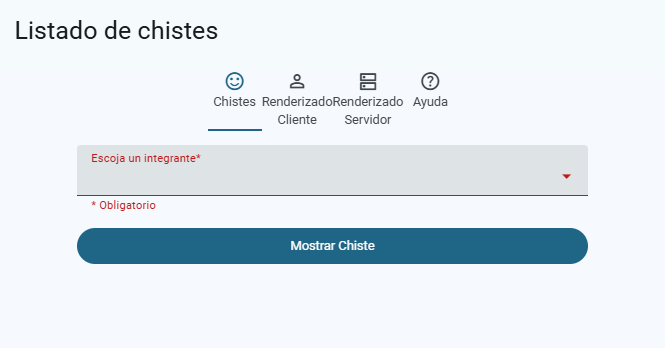 Listado de chistes
Chistes
Renderizado
Cliente
Renderizado
Servidor
Ayuda
Escoja un integrante*
* Obligatorio
Mostrar Chiste